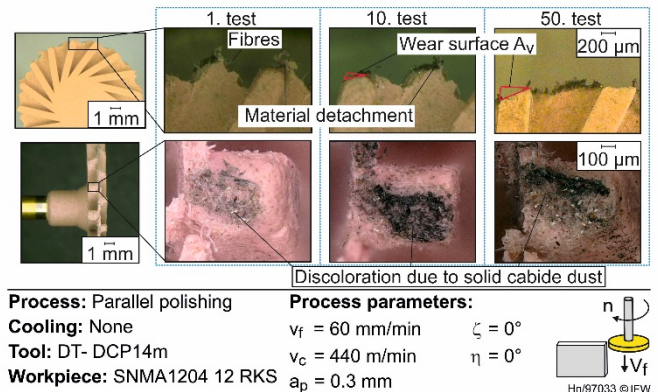 1. test
10. test
50. test
Fibres
Wear surface Av
200 µm
Material detachment
1 mm
100 µm
1 mm
Discoloration due to solid cabide dust
Process: Parallel polishing
Cooling: None
Tool: DT- DCP14m
Workpiece: SNMA1204 12 RKS
Process parameters:
vf = 60 mm/min ζ = 0°
vc = 440 m/min η = 0°
ap = 0.3 mm
n
Vf
Hn/97033 ©IFW